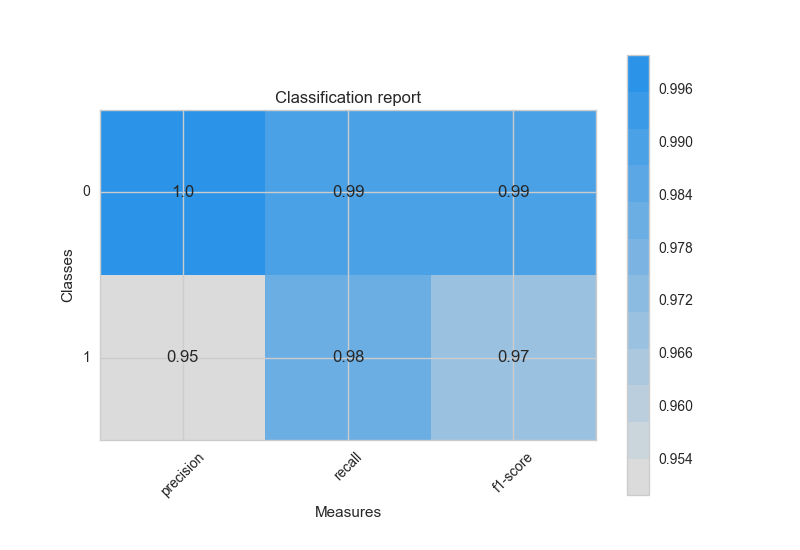 Classification report
0 1.0 0.99 0.99
1 0.95 0.98 0.97
precision recall f1-score
Classes
Measures
0.996
0.990
0.984
0.978
0.972
0.966
0.960
0.954